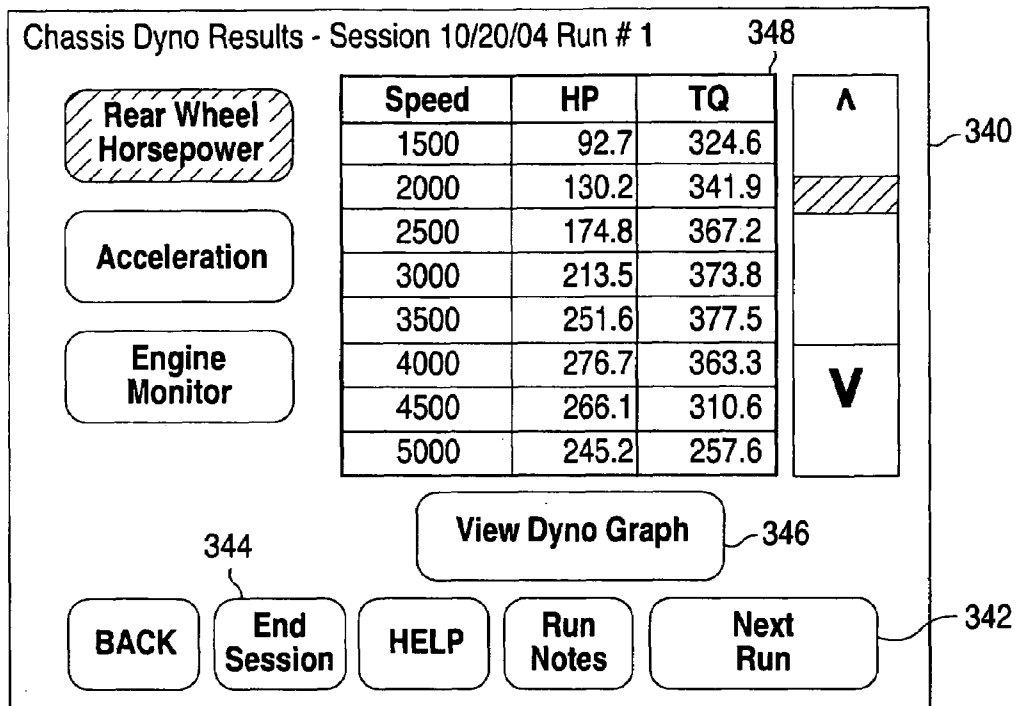 Chassis Dyno Results - Session 10/20/04 Run # 1
348
Rear Wheel
Horsepower
Acceleration
Engine
Monitor
Speed HP TQ
1500 92.7 324.6
2000 130.2 341.9
2500 174.8 367.2
3000 213.5 373.8
3500 251.6 377.5
4000 276.7 363.3
4500 266.1 310.6
5000 245.2 257.6
340
View Dyno Graph
346
344
BACK
End
Session
HELP
Run
Notes
Next
Run
342